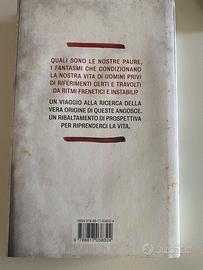 QUALI SONO LE NOSTRE PAURE,
I FANTASMI CHE CONDIZIONANO
LA NOSTRA VITA DI UOMINI PRIVI
DI RIFERIMENTI CERTI E TRAVOLTI
DA RITMI FRENETICI E INSTABILI?
UN VIAGGIO ALLA RICERCA DELLA
VERA ORIGINE DI QUESTE ANGOSCE.
UN RIBALTAMENTO DI PROSPETTIVA
PER RIPRENDERCI LA VITA.
Subito.it